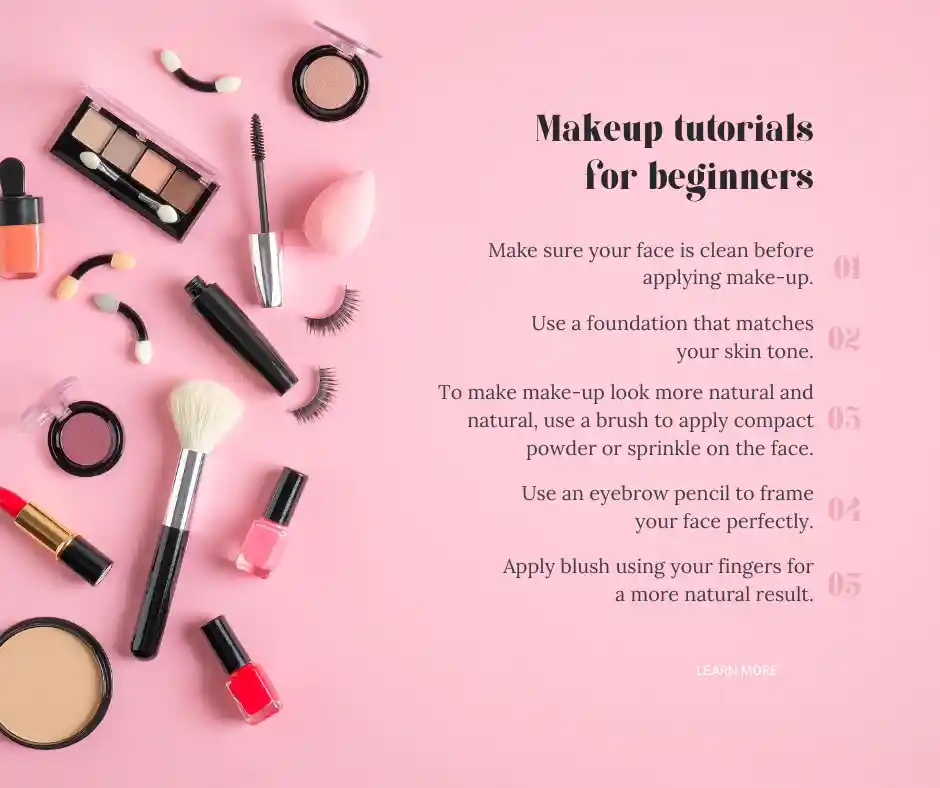 Makeup tutorials
for beginners
Make sure your face is clean before
applying make-up.
01
Use a foundation that matches
your skin tone.
02
To make make-up look more natural and
natural, use a brush to apply compact
powder or sprinkle on the face.
03
Use an eyebrow pencil to frame
your face perfectly.
04
Apply blush using your fingers for
a more natural result.
05
LEARN MORE